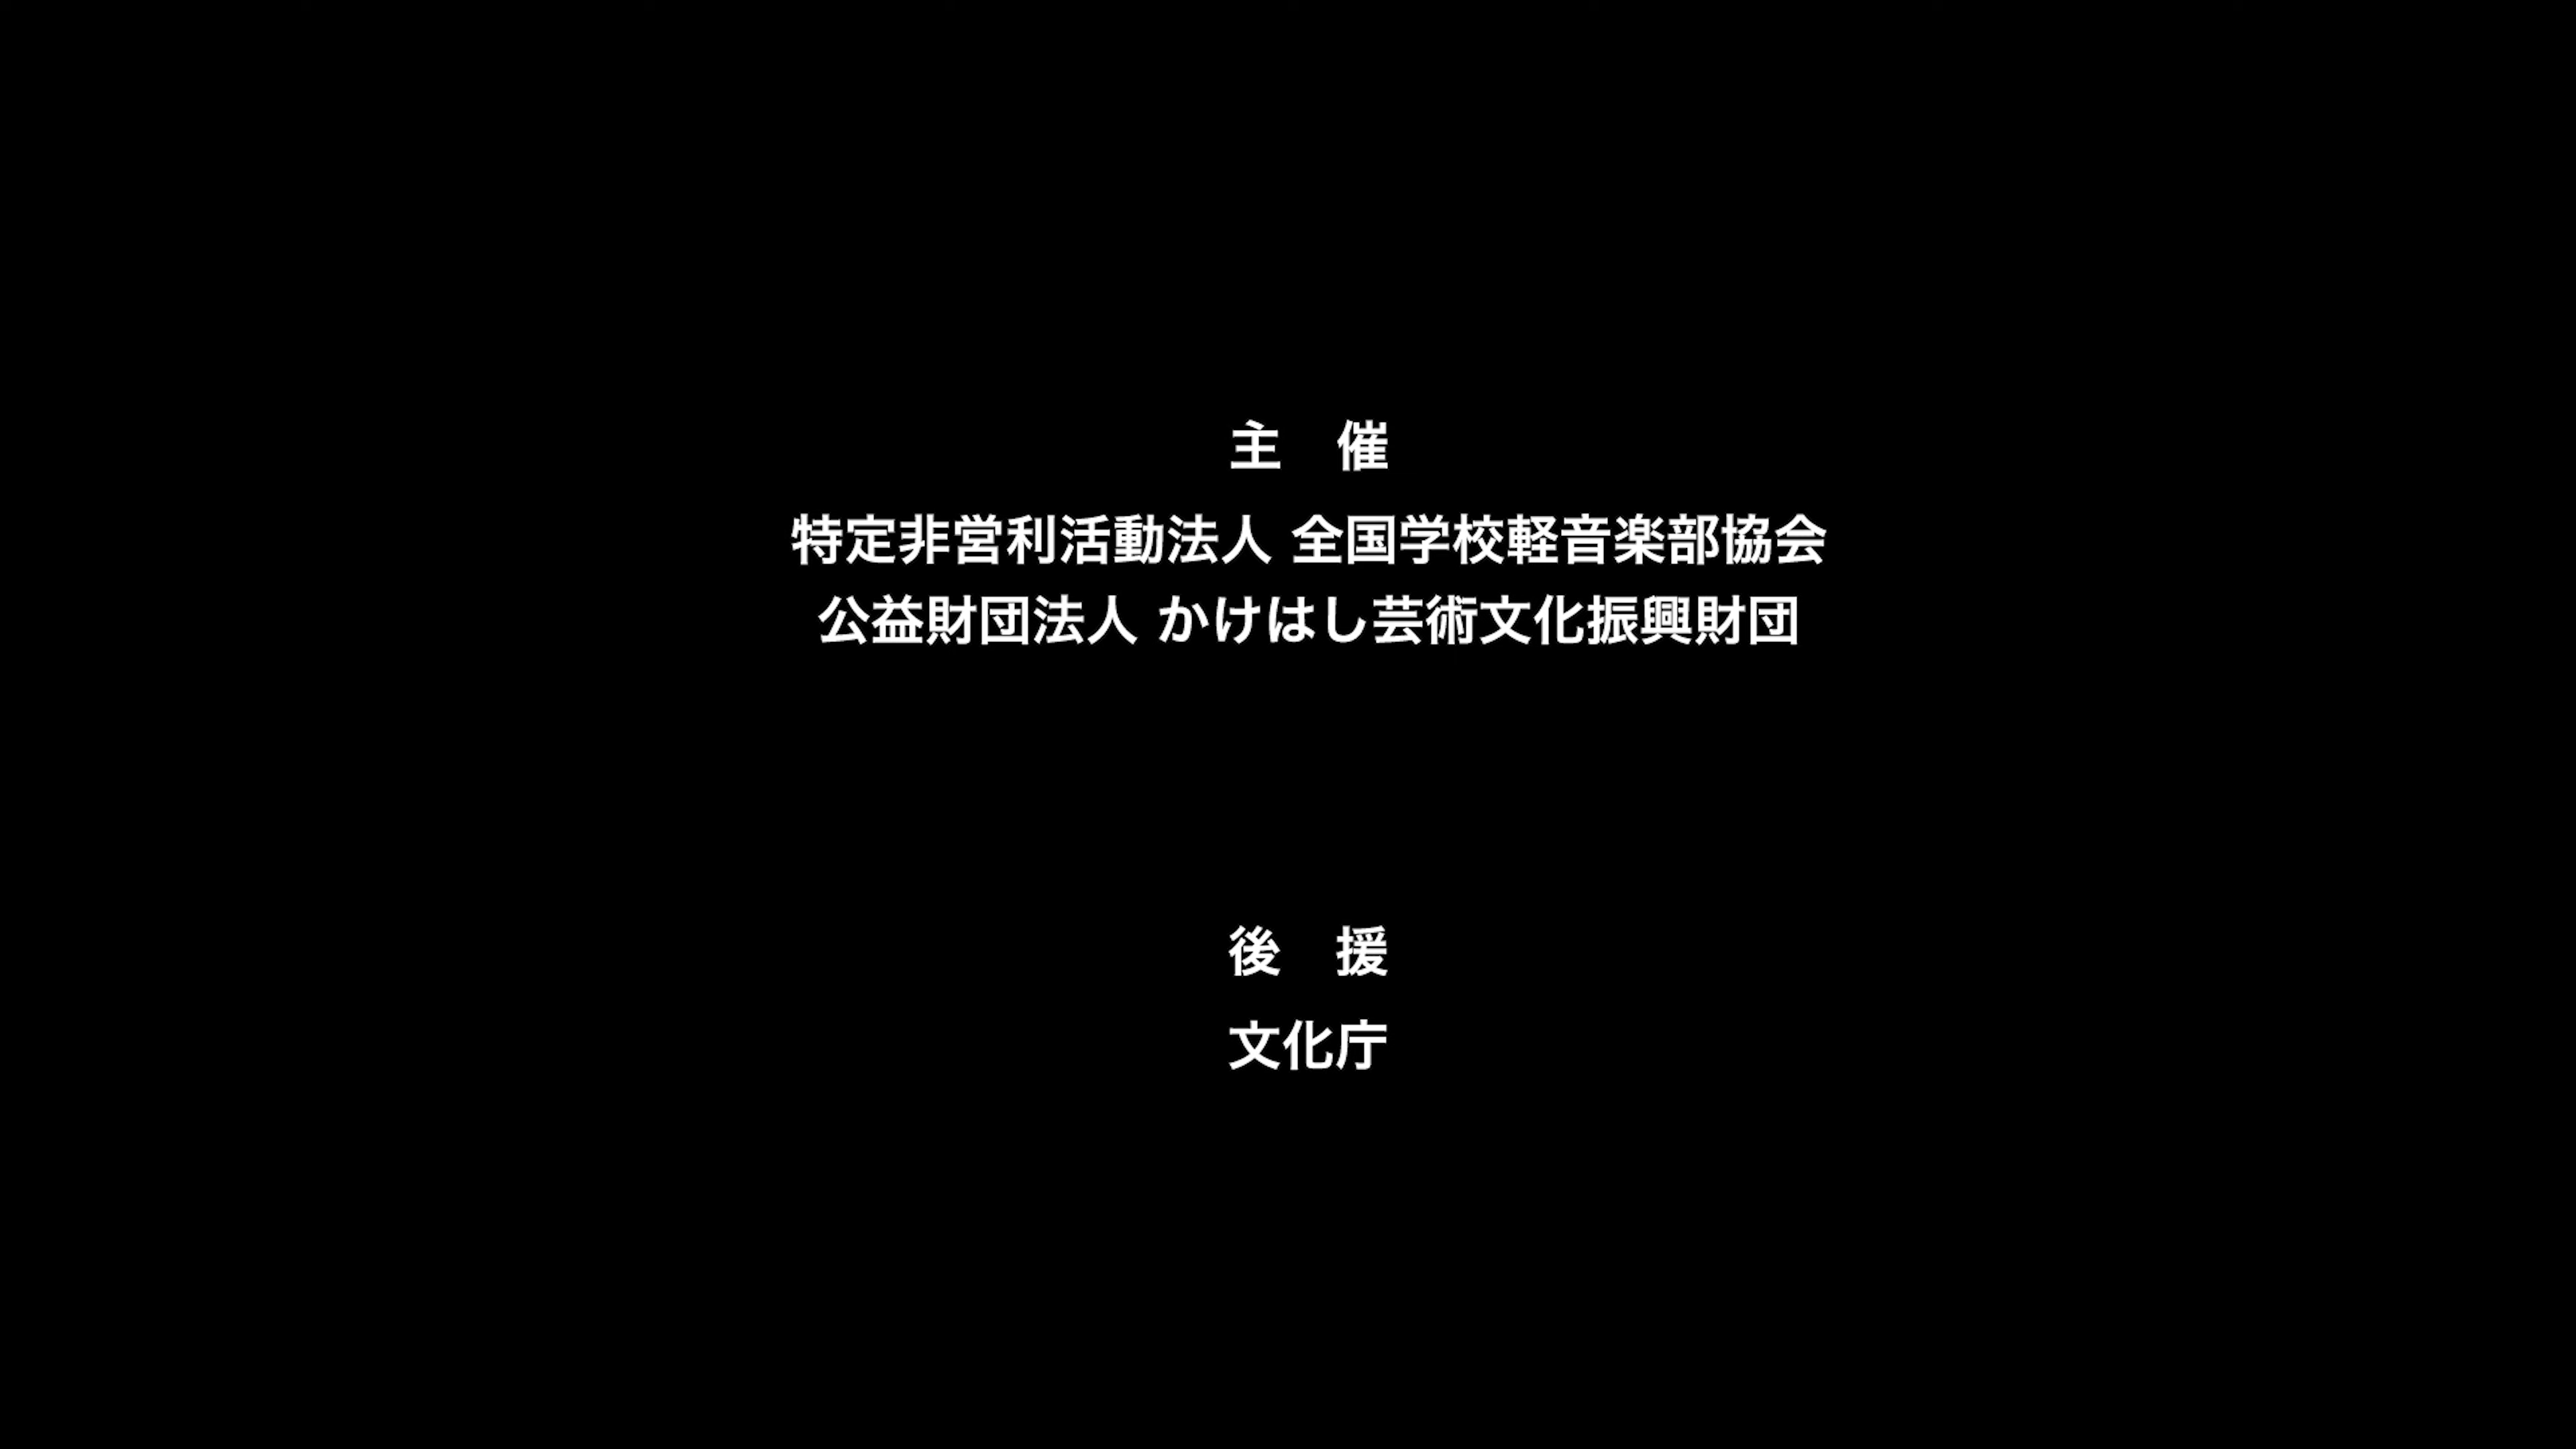 主　催
特定非営利活動法人 全国学校軽音楽部協会
公益財団法人 かけはし芸術文化振興財団
後　援
文化庁